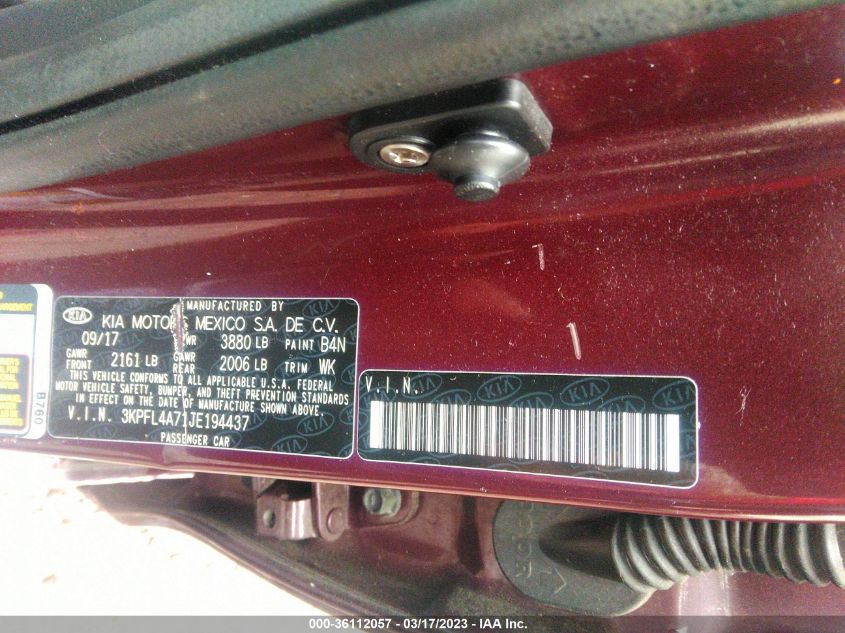 MANUFACTURED BY
KIA KIA MOTORS MEXICO S.A. DE C.V.
09/17 GVWR 3880 LB PAINT B4N
GAWR FRONT 2161 LB GAWR REAR 2006 LB TRIM WK
THIS VEHICLE CONFORMS TO ALL APPLICABLE U.S.A. FEDERAL
MOTOR VEHICLE SAFETY, BUMPER, AND THEFT PREVENTION STANDARDS
IN EFFECT ON THE DATE OF MANUFACTURE SHOWN ABOVE.
V.I.N. 3KPFL4A71JE194437
PASSENGER CAR
B760
V.I.N.
000-36112057 - 03/17/2023 - IAA, Inc.